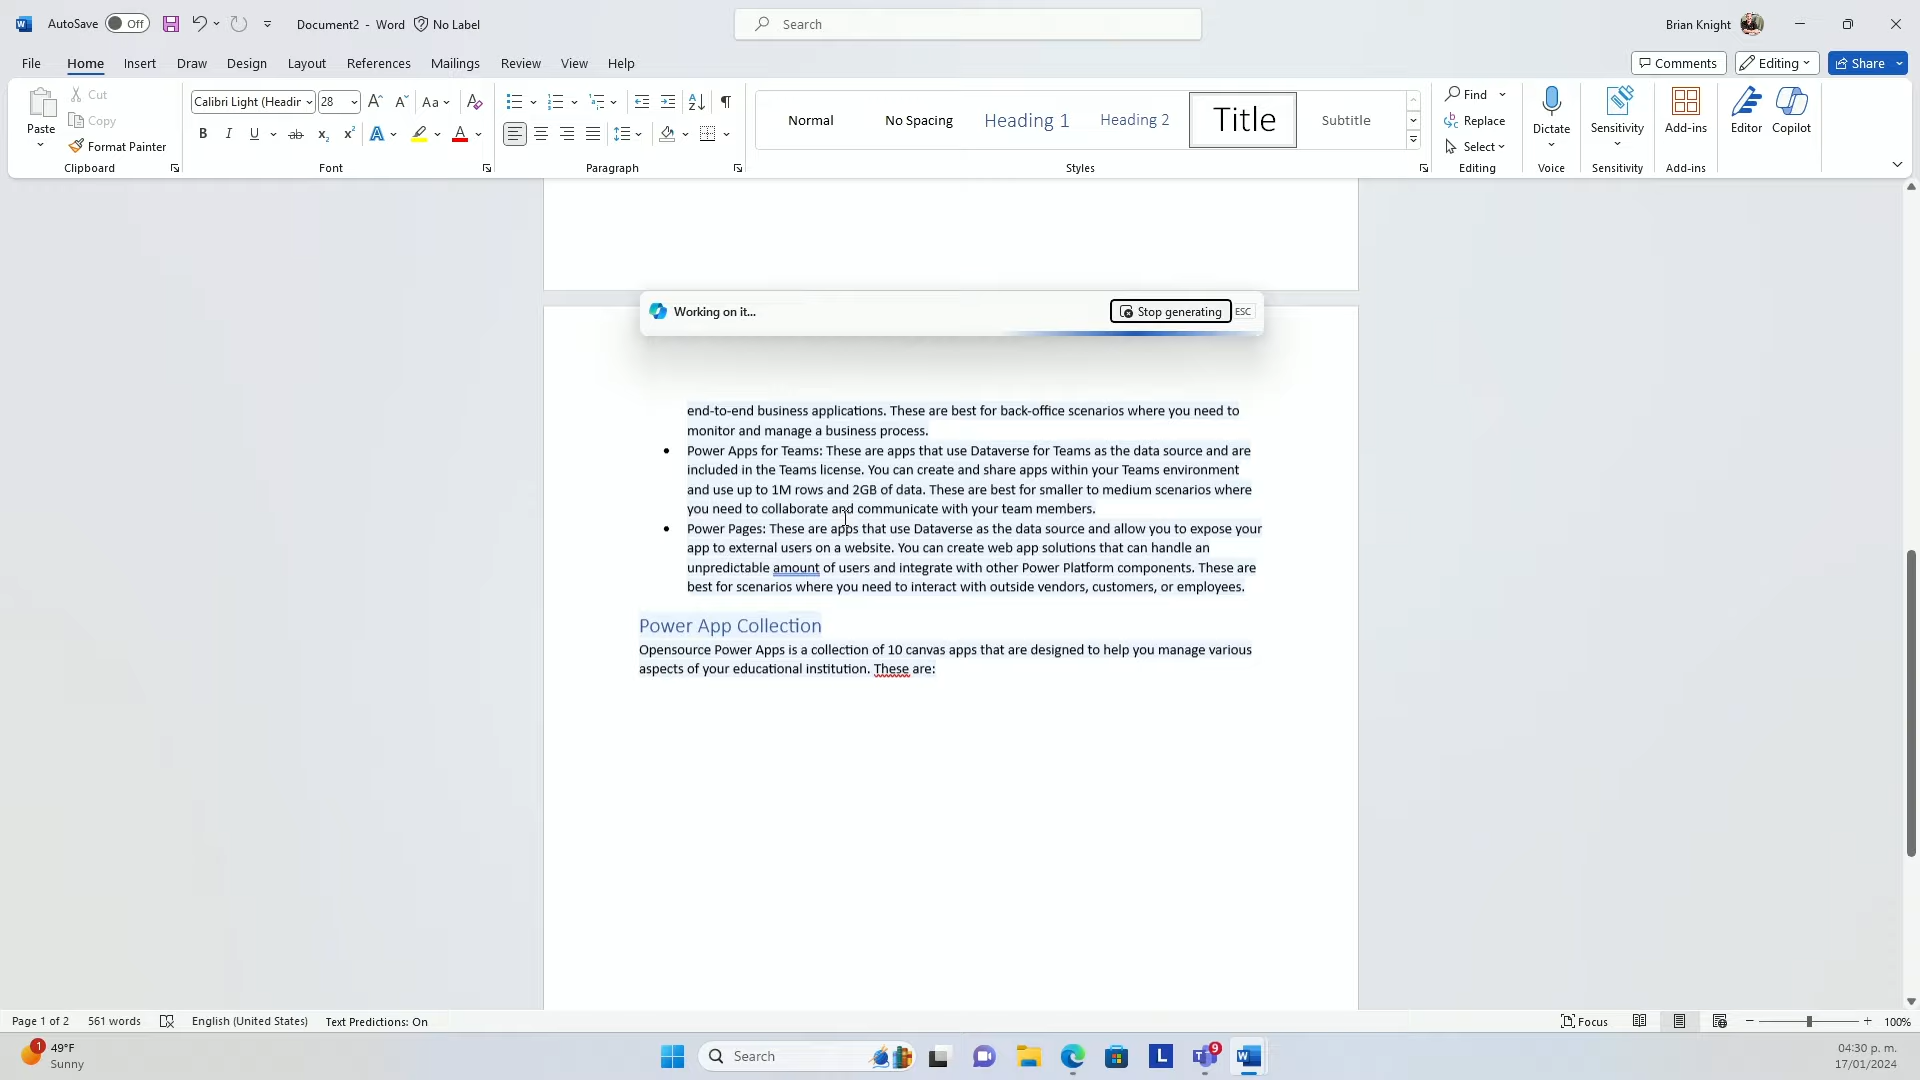 AutoSave Off Document2 - Word No Label Search Brian Knight
File Home Insert Draw Design Layout References Mailings Review View Help Comments Editing Share
Paste
Cut
Copy
Format Painter
Clipboard
Calibri Light (Headir 28
Font
Paragraph
Normal No Spacing Heading 1 Heading 2 Title Subtitle
Styles
Find
Replace
Select
Editing
Dictate
Voice
Sensitivity
Sensitivity
Add-ins
Add-ins
Editor
Copilot
Working on it... Stop generating ESC
end-to-end business applications. These are best for back-office scenarios where you need to
monitor and manage a business process.
• Power Apps for Teams: These are apps that use Dataverse for Teams as the data source and are
included in the Teams license. You can create and share apps within your Teams environment
and use up to 1M rows and 2GB of data. These are best for smaller to medium scenarios where
you need to collaborate and communicate with your team members.
• Power Pages: These are apps that use Dataverse as the data source and allow you to expose your
app to external users on a website. You can create web app solutions that can handle an
unpredictable amount of users and integrate with other Power Platform components. These are
best for scenarios where you need to interact with outside vendors, customers, or employees.
Power App Collection
Opensource Power Apps is a collection of 10 canvas apps that are designed to help you manage various
aspects of your educational institution. These are:
Page 1 of 2 561 words English (United States) Text Predictions: On Focus 100%
1 49°F
Sunny
Search
9
04:30 p. m.
17/01/2024